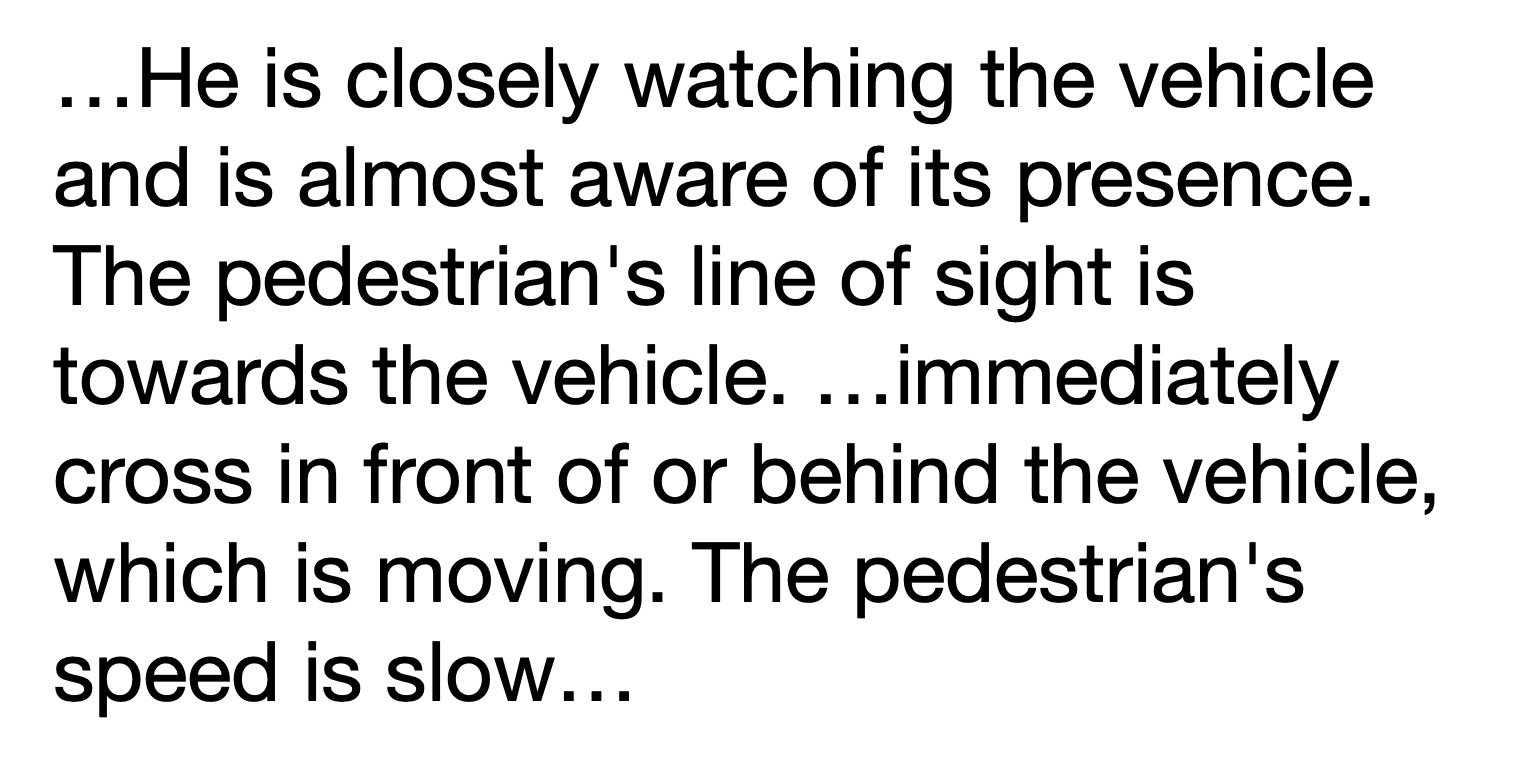 …He is closely watching the vehicle
and is almost aware of its presence.
The pedestrian's line of sight is
towards the vehicle. …immediately
cross in front of or behind the vehicle,
which is moving. The pedestrian's
speed is slow…